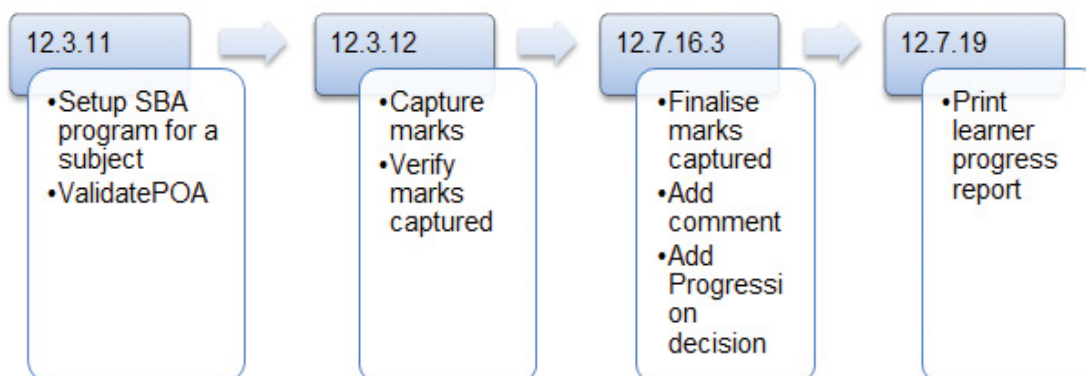 12.3.11
•Setup SBA
program for a
subject
•ValidatePOA
12.3.12
•Capture
marks
•Verify
marks
captured
12.7.16.3
•Finalise
marks
captured
•Add
comment
•Add
Progressi
on
decision
12.7.19
•Print
learner
progress
report